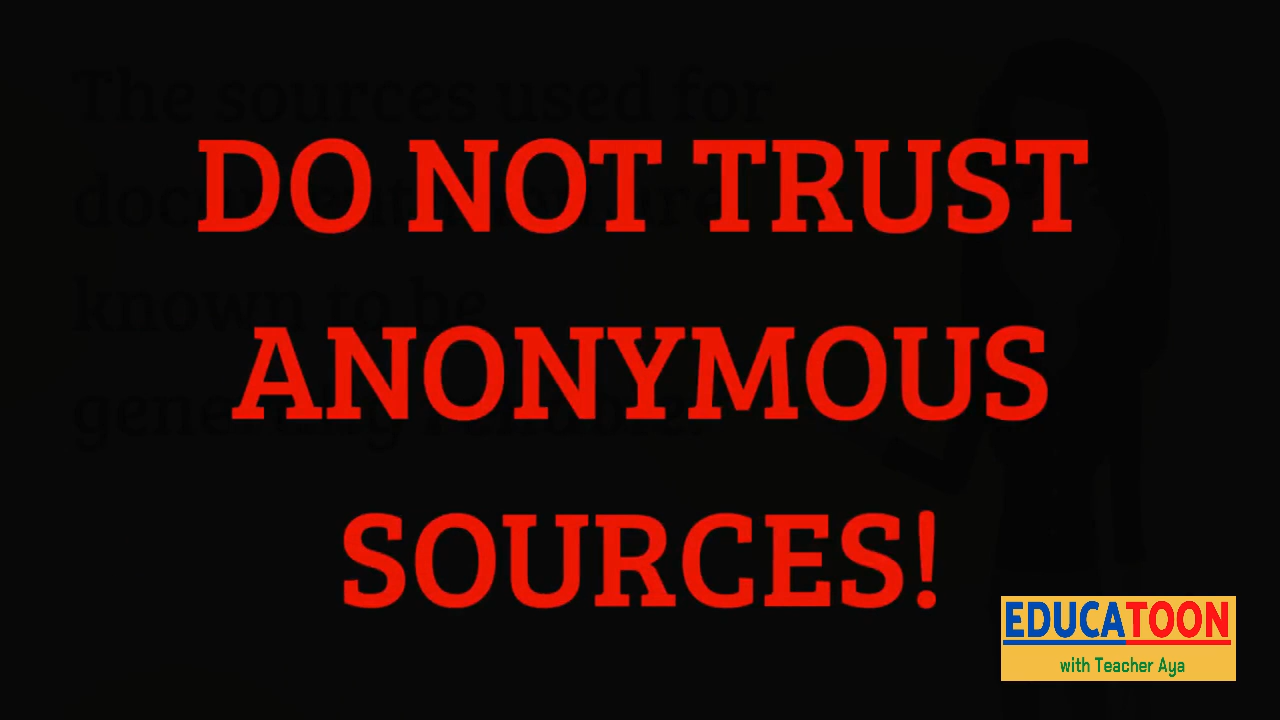 The sources used for
DO NOT TRUST
known to be
ANONYMOUS
SOURCES!
EDUCATOON
with Teacher Aya